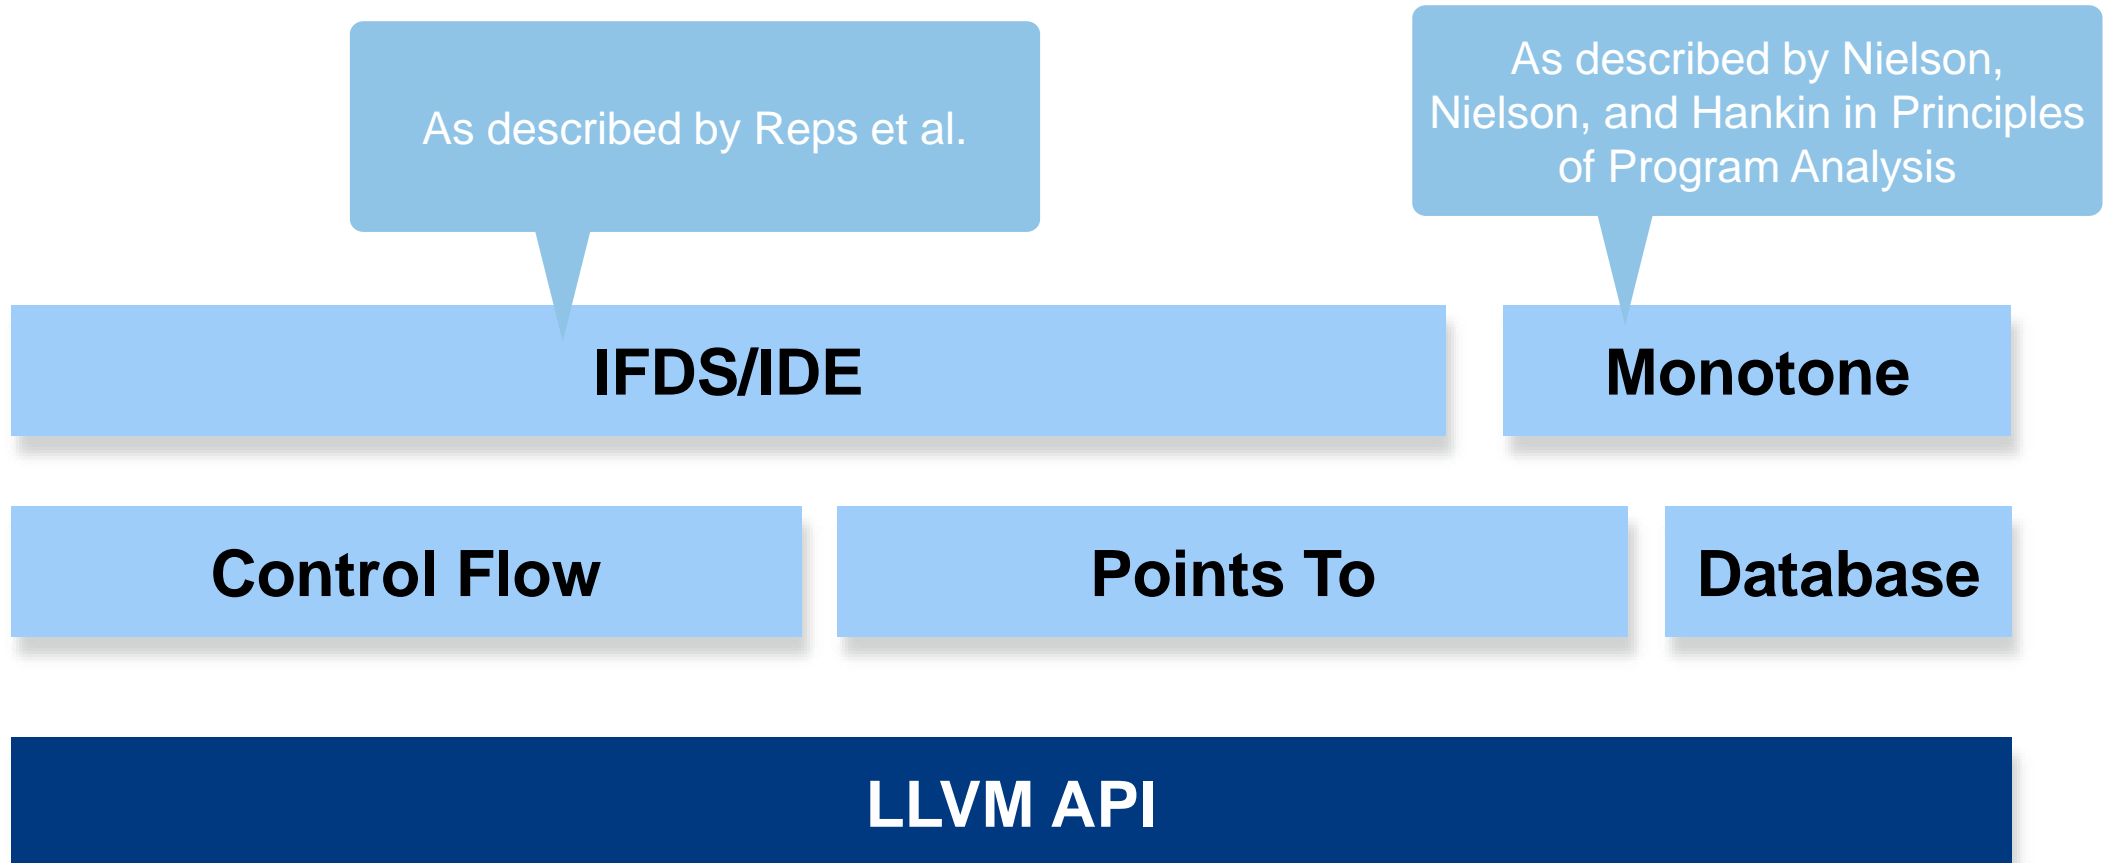 As described by Reps et al.
As described by Nielson,
Nielson, and Hankin in Principles
of Program Analysis
IFDS/IDE
Monotone
Control Flow
Points To
Database
LLVM API